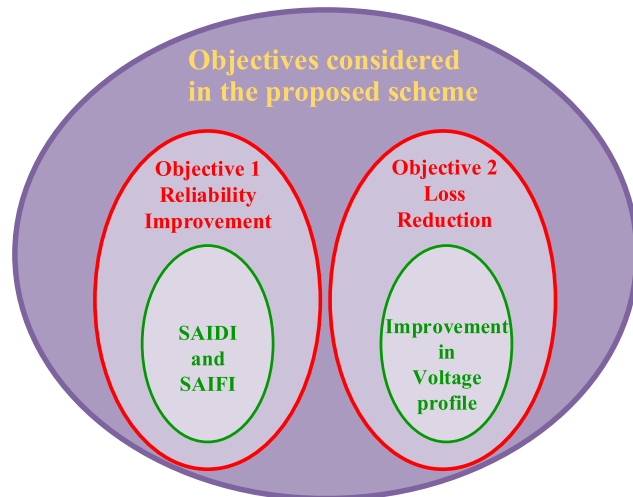 Objectives considered
in the proposed scheme
Objective 1
Reliability
Improvement
SAIDI
and
SAIFI
Objective 2
Loss
Reduction
Improvement
in
Voltage
profile